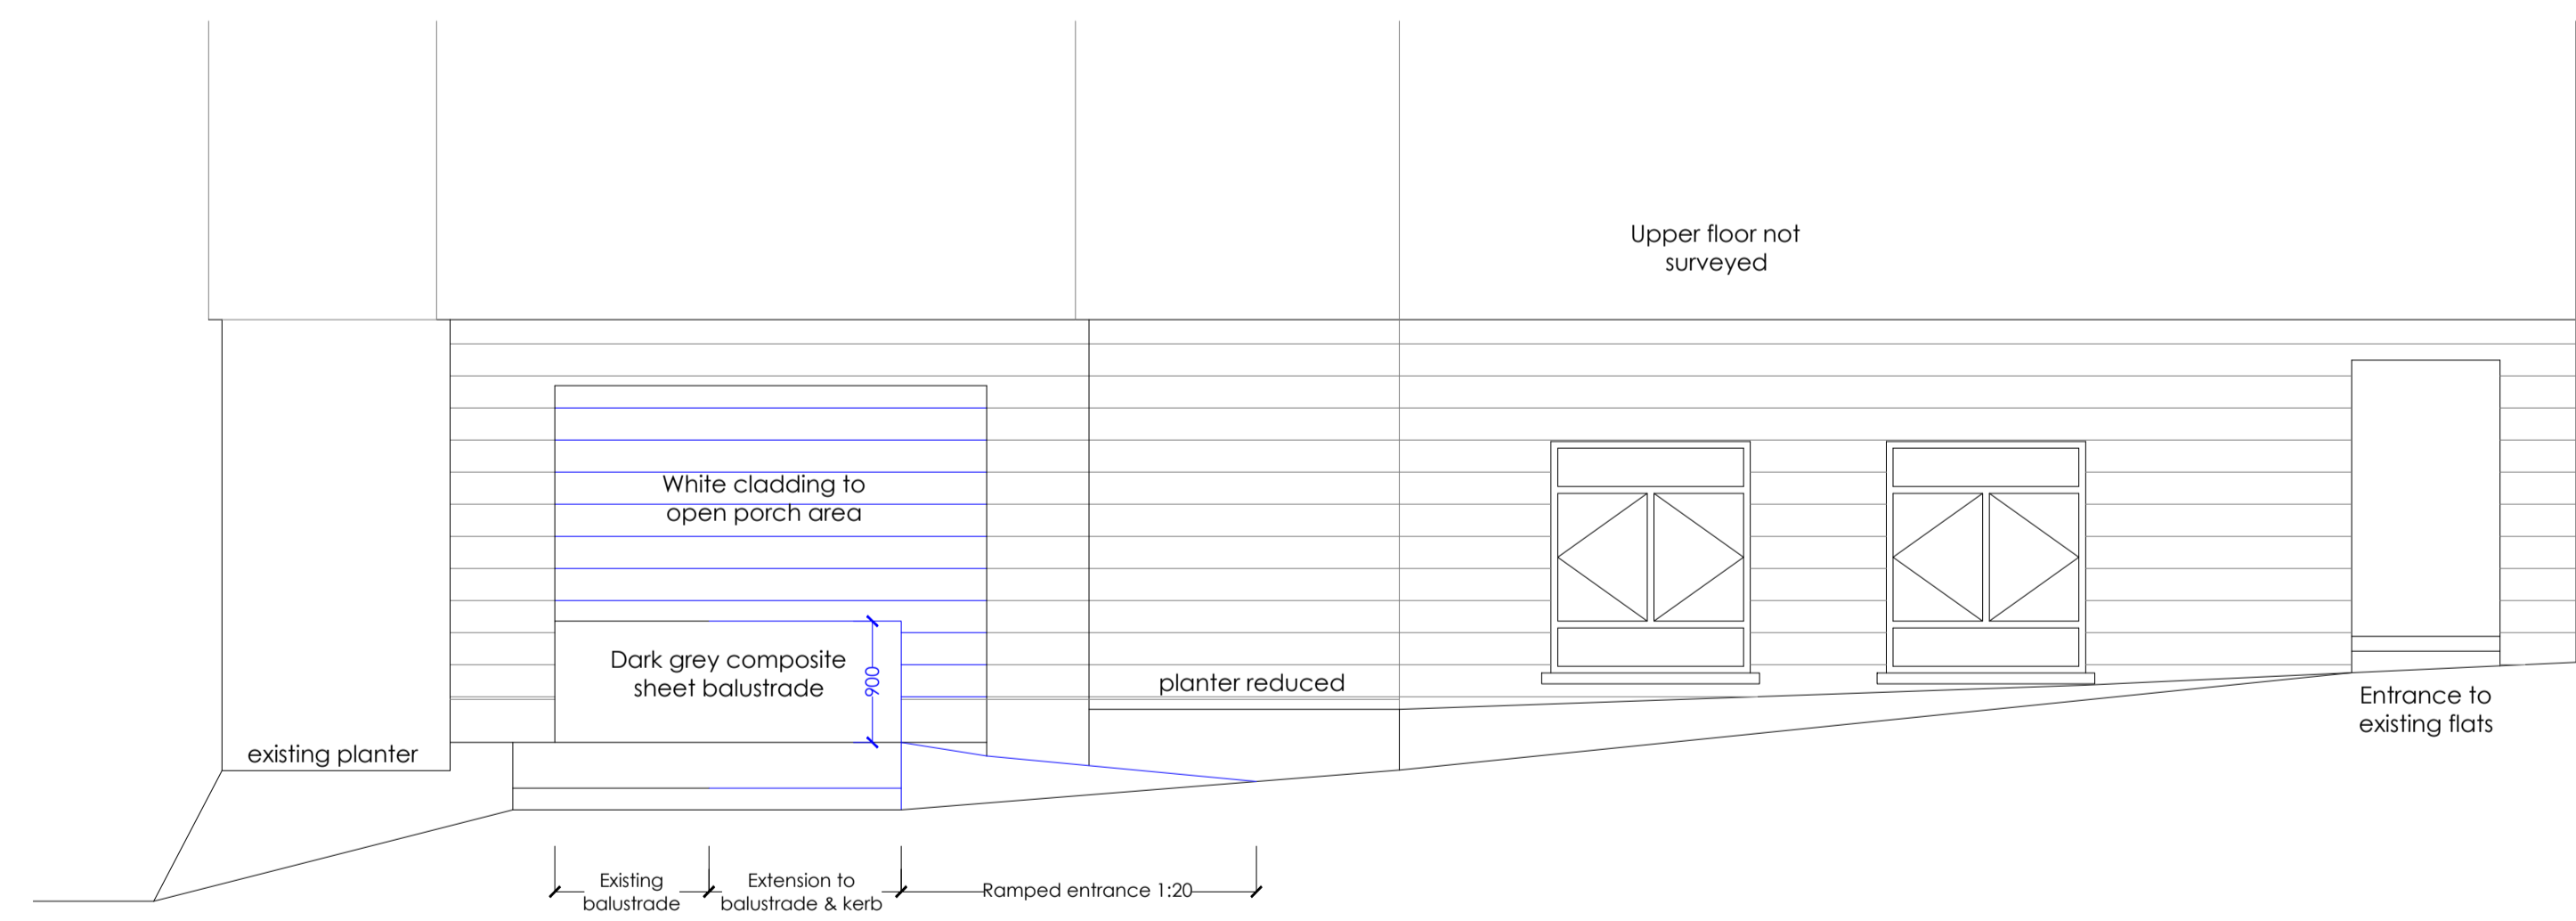 Upper floor not
surveyed
White cladding to
open porch area
Dark grey composite
sheet balustrade
900
planter reduced
existing planter
Entrance to
existing flats
Existing
balustrade
Extension to
balustrade & kerb
Ramped entrance 1:20